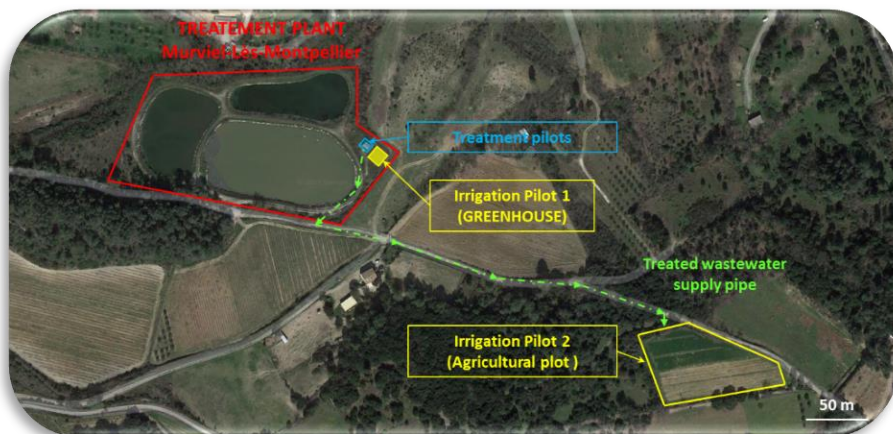 TREATEMENT PLANT
Murviel-Lès-Montpellier
Treatment pilots
Irrigation Pilot 1
(GREENHOUSE)
Treated wastewater
supply pipe
Irrigation Pilot 2
(Agricultural plot )
50 m